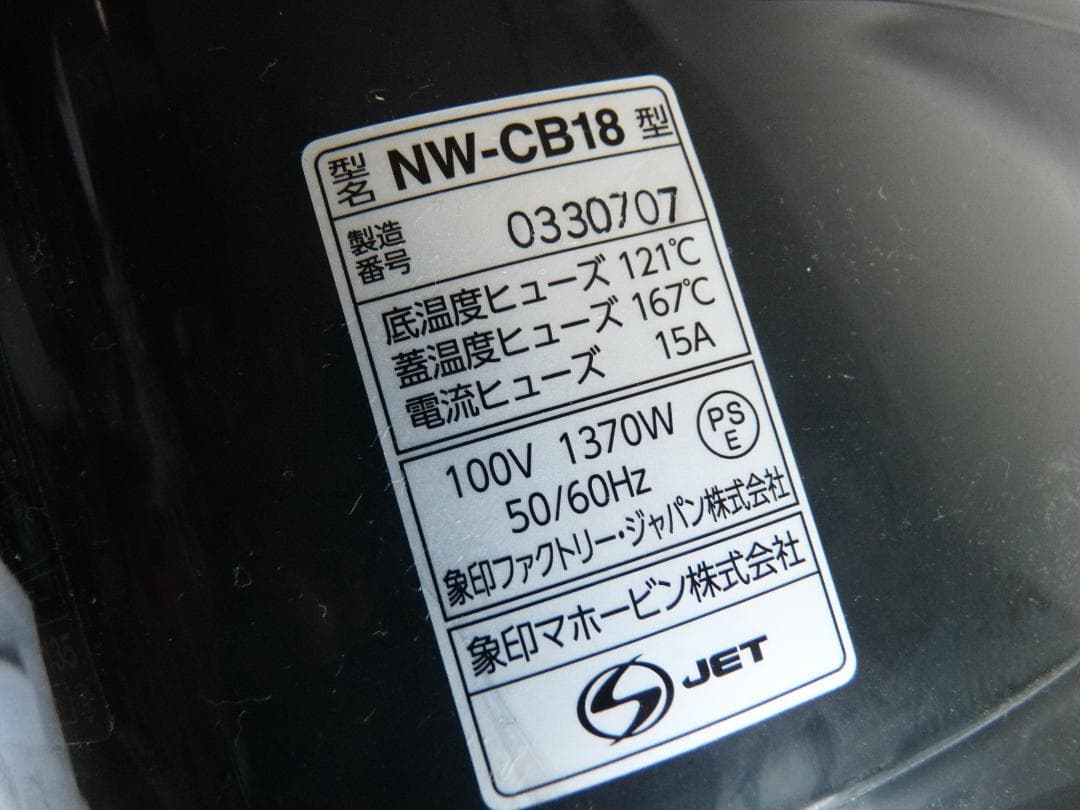 型名 NW-CB18 型
製造番号 0330707
底温度ヒューズ 121℃
蓋温度ヒューズ 167℃
電流ヒューズ 15A
100V 1370W PSE
50/60Hz
象印ファクトリー・ジャパン株式会社
象印マホービン株式会社
JET